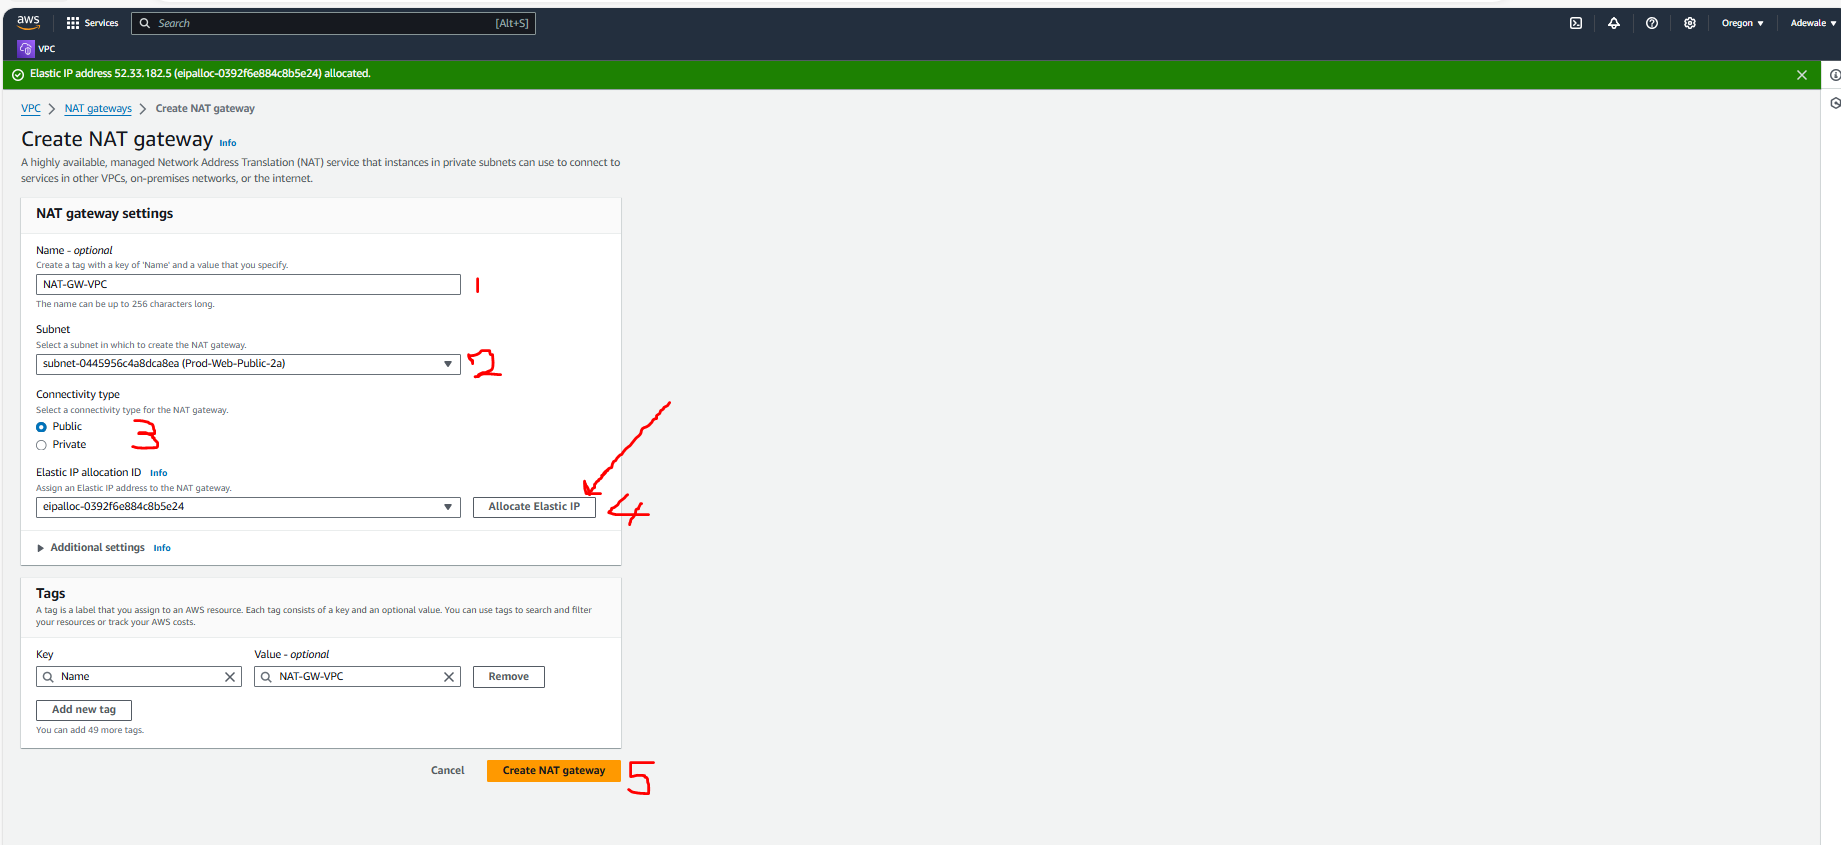 aws
Services
Search
[Alt+S]
Oregon
Adewale
VPC
Elastic IP address 52.33.182.5 (eipalloc-0392f6e884c8b5e24) allocated.
VPC
NAT gateways
Create NAT gateway
Create NAT gateway Info
A highly available, managed Network Address Translation (NAT) service that instances in private subnets can use to connect to
services in other VPCs, on-premises networks, or the internet.
NAT gateway settings
Name - optional
Create a tag with a key of 'Name' and a value that you specify.
NAT-GW-VPC
1
The name can be up to 256 characters long.
Subnet
Select a subnet in which to create the NAT gateway.
subnet-0445956c4a8dca8ea (Prod-Web-Public-2a)
2
Connectivity type
Select a connectivity type for the NAT gateway.
Public
3
Private
Elastic IP allocation ID Info
Assign an Elastic IP address to the NAT gateway.
eipalloc-0392f6e884c8b5e24
Allocate Elastic IP
4
Additional settings Info
Tags
A tag is a label that you assign to an AWS resource. Each tag consists of a key and an optional value. You can use tags to search and filter
your resources or track your AWS costs.
Key
Value - optional
Name
NAT-GW-VPC
Remove
Add new tag
You can add 49 more tags.
Cancel
Create NAT gateway
5